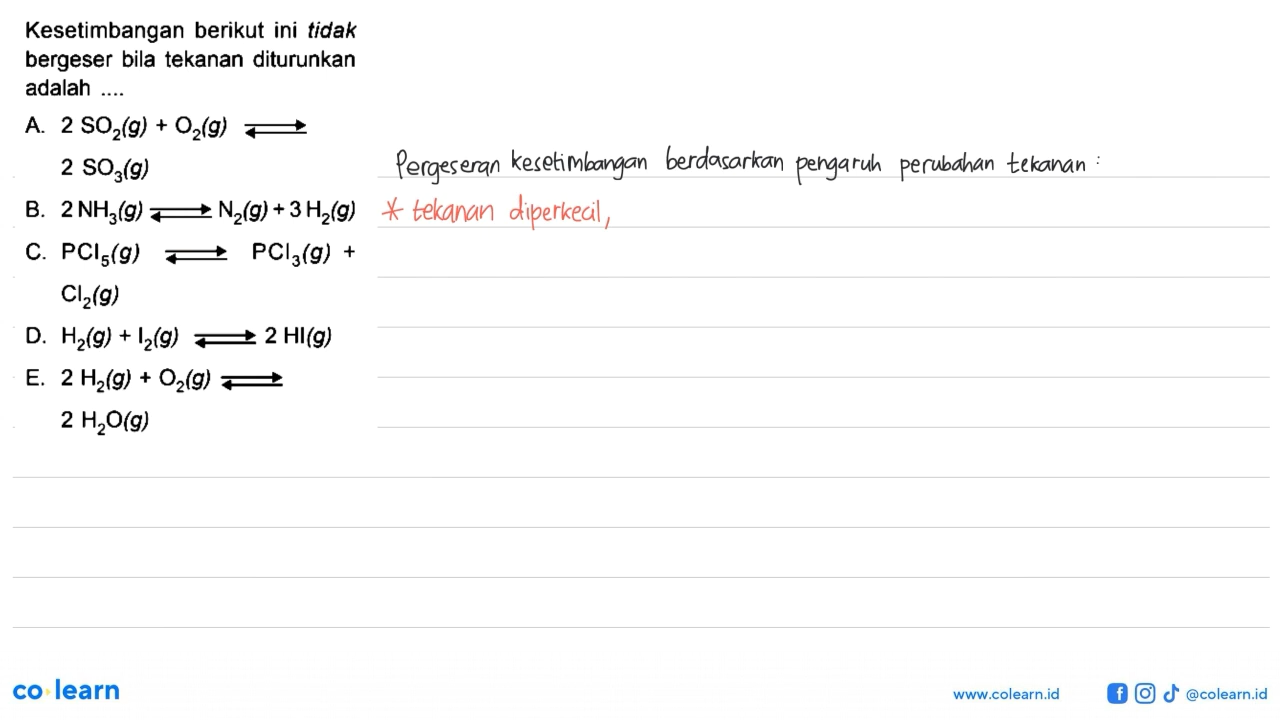 Kesetimbangan berikut ini tidak
bergeser bila tekanan diturunkan
adalah ....
A. 2 SO₂(g) + O₂(g) ⇌
2 SO₃(g)
B. 2 NH₃(g) ⇌ N₂(g) + 3 H₂(g)
C. PCl₅(g) ⇌ PCl₃(g) +
Cl₂(g)
D. H₂(g) + I₂(g) ⇌ 2 HI(g)
E. 2 H₂(g) + O₂(g) ⇌
2 H₂O(g)
Pergeseran kesetimbangan berdasarkan pengaruh perubahan tekanan :
* tekanan diperkecil,
co learn
www.colearn.id
@colearn.id